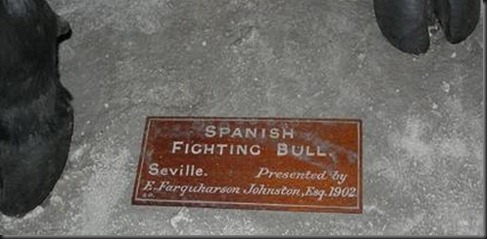 SPANISH
FIGHTING BULL.
Seville. Presented by
E. Farquharson Johnston, Esq. 1902